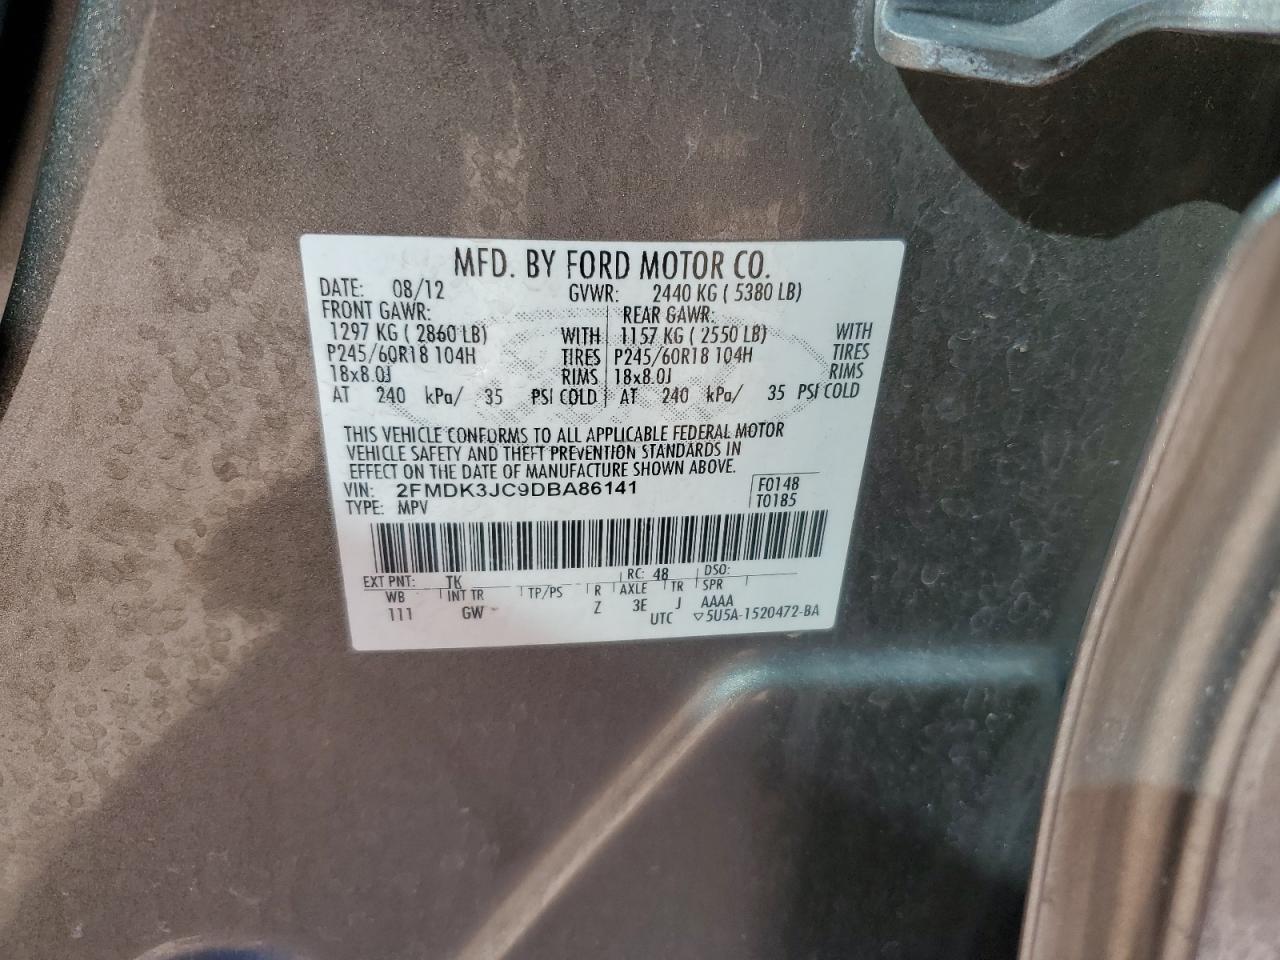 MFD. BY FORD MOTOR CO.
DATE: 08/12 GVWR: 2440 KG ( 5380 LB)
FRONT GAWR: REAR GAWR:
1297 KG ( 2860 LB) WITH 1157 KG ( 2550 LB) WITH
P245/60R18 104H TIRES P245/60R18 104H TIRES
18x8.0J RIMS 18x8.0J RIMS
AT 240 kPa/ 35 PSI COLD AT 240 kPa/ 35 PSI COLD
THIS VEHICLE CONFORMS TO ALL APPLICABLE FEDERAL MOTOR
VEHICLE SAFETY AND THEFT PREVENTION STANDARDS IN
EFFECT ON THE DATE OF MANUFACTURE SHOWN ABOVE.
VIN: 2FMDK3JC9DBA86141 F0148
TYPE: MPV T0185
EXT PNT: TK RC: 48 DSO:
WB INT TR TP/PS R AXLE TR SPR
111 GW Z 3E J AAAA
UTC ▽5U5A-1520472-BA